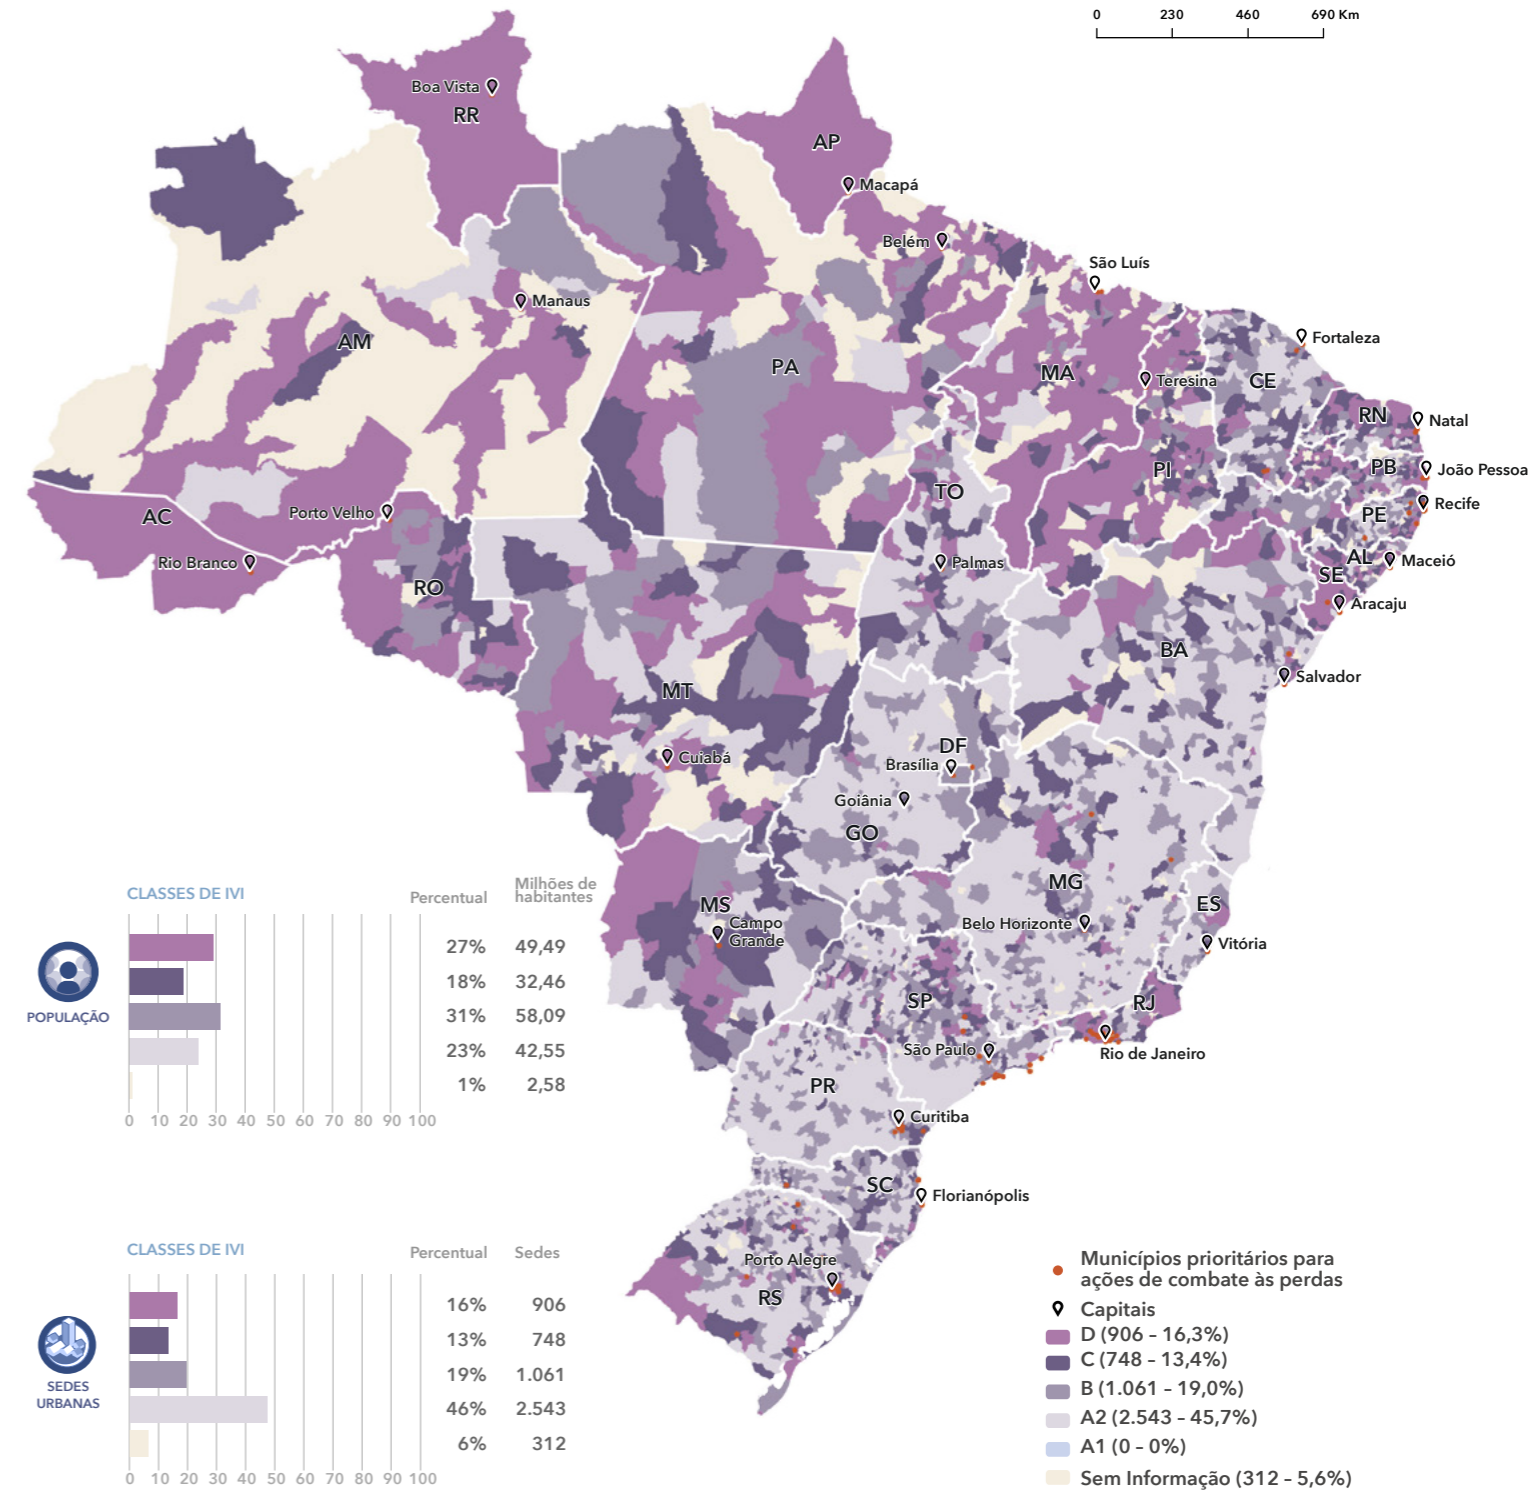 0 230 460 690 Km
Boa Vista
RR
AP
Macapá
Belém
São Luís
Manaus
Fortaleza
AM
PA
MA
Teresina
CE
RN
Natal
PI
PB
João Pessoa
TO
Recife
AC
Porto Velho
PE
Rio Branco
Palmas
AL
Maceió
RO
SE
Aracaju
BA
Salvador
MT
Cuiabá
DF
Brasília
Goiânia
GO
MG
MS
Campo
Grande
Belo Horizonte
ES
Vitória
SP
RJ
São Paulo
Rio de Janeiro
PR
Curitiba
SC
Florianópolis
Porto Alegre
RS
CLASSES DE IVI Percentual Milhões de
habitantes
27% 49,49
18% 32,46
POPULAÇÃO 31% 58,09
23% 42,55
1% 2,58
0 10 20 30 40 50 60 70 80 90 100
CLASSES DE IVI Percentual Sedes
16% 906
13% 748
SEDES
URBANAS
19% 1.061
46% 2.543
6% 312
0 10 20 30 40 50 60 70 80 90 100
Municípios prioritários para
ações de combate às perdas
Capitais
D (906 – 16,3%)
C (748 – 13,4%)
B (1.061 – 19,0%)
A2 (2.543 – 45,7%)
A1 (0 – 0%)
Sem Informação (312 – 5,6%)